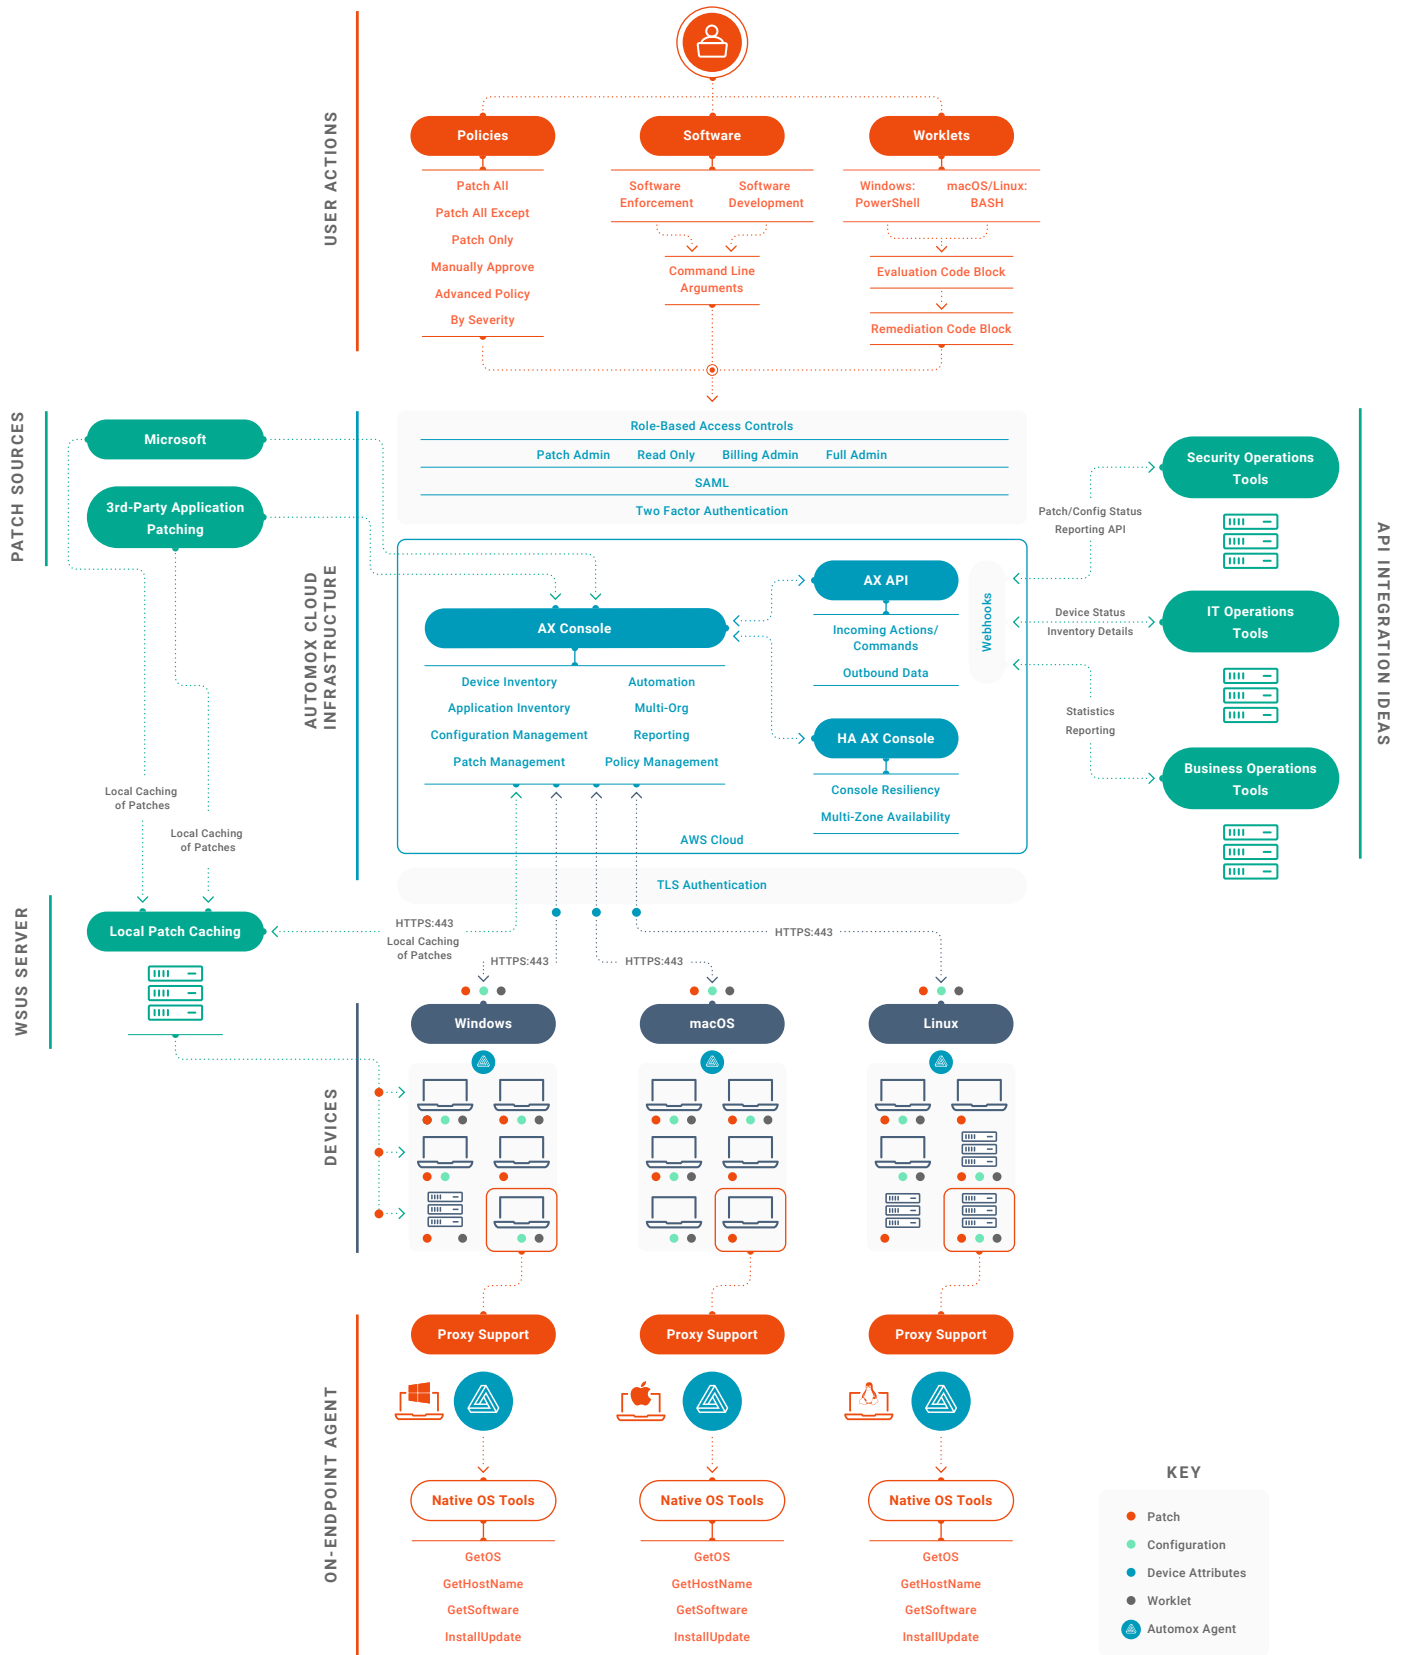 USER ACTIONS
Policies
Software
Worklets
Patch All
Patch All Except
Patch Only
Manually Approve
Advanced Policy
By Severity
Software
Enforcement
Software
Development
Command Line
Arguments
Windows:
PowerShell
macOS/Linux:
BASH
Evaluation Code Block
Remediation Code Block
PATCH SOURCES
Microsoft
3rd-Party Application
Patching
AUTOMOX CLOUD
INFRASTRUCTURE
Role-Based Access Controls
Patch Admin
Read Only
Billing Admin
Full Admin
SAML
Two Factor Authentication
AX Console
Device Inventory
Application Inventory
Configuration Management
Patch Management
Automation
Multi-Org
Reporting
Policy Management
AX API
Incoming Actions/
Commands
Outbound Data
HA AX Console
Console Resiliency
Multi-Zone Availability
Webhooks
AWS Cloud
TLS Authentication
API INTEGRATION IDEAS
Patch/Config Status
Reporting API
Security Operations
Tools
Device Status
Inventory Details
IT Operations
Tools
Statistics
Reporting
Business Operations
Tools
Local Caching
of Patches
Local Caching
of Patches
WSUS SERVER
Local Patch Caching
HTTPS:443
Local Caching
of Patches
HTTPS:443
HTTPS:443
HTTPS:443
DEVICES
Windows
macOS
Linux
ON-ENDPOINT AGENT
Proxy Support
Proxy Support
Proxy Support
Native OS Tools
Native OS Tools
Native OS Tools
GetOS
GetHostName
GetSoftware
InstallUpdate
GetOS
GetHostName
GetSoftware
InstallUpdate
GetOS
GetHostName
GetSoftware
InstallUpdate
KEY
Patch
Configuration
Device Attributes
Worklet
Automox Agent